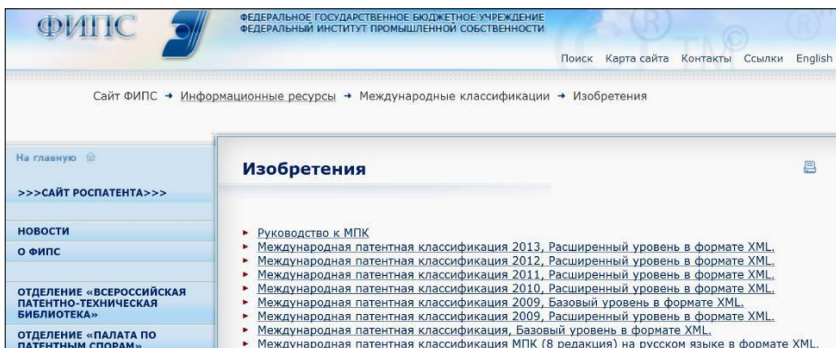 ФИПС
ФЕДЕРАЛЬНОЕ ГОСУДАРСТВЕННОЕ БЮДЖЕТНОЕ УЧРЕЖДЕНИЕ
ФЕДЕРАЛЬНЫЙ ИНСТИТУТ ПРОМЫШЛЕННОЙ СОБСТВЕННОСТИ
Поиск Карта сайта Контакты Ссылки English
Сайт ФИПС → Информационные ресурсы → Международные классификации → Изобретения
На главную
>>>САЙТ РОСПАТЕНТА>>>
НОВОСТИ
О ФИПС
ОТДЕЛЕНИЕ «ВСЕРОССИЙСКАЯ
ПАТЕНТНО-ТЕХНИЧЕСКАЯ
БИБЛИОТЕКА»
ОТДЕЛЕНИЕ «ПАЛАТА ПО
ПАТЕНТНЫМ СПОРАМ»
Изобретения
Руководство к МПК
Международная патентная классификация 2013, Расширенный уровень в формате XML.
Международная патентная классификация 2012, Расширенный уровень в формате XML.
Международная патентная классификация 2011, Расширенный уровень в формате XML.
Международная патентная классификация 2010, Расширенный уровень в формате XML.
Международная патентная классификация 2009, Базовый уровень в формате XML.
Международная патентная классификация 2009, Расширенный уровень в формате XML.
Международная патентная классификация, Базовый уровень в формате XML.
Международная патентная классификация МПК (8 редакция) на русском языке в формате XML.